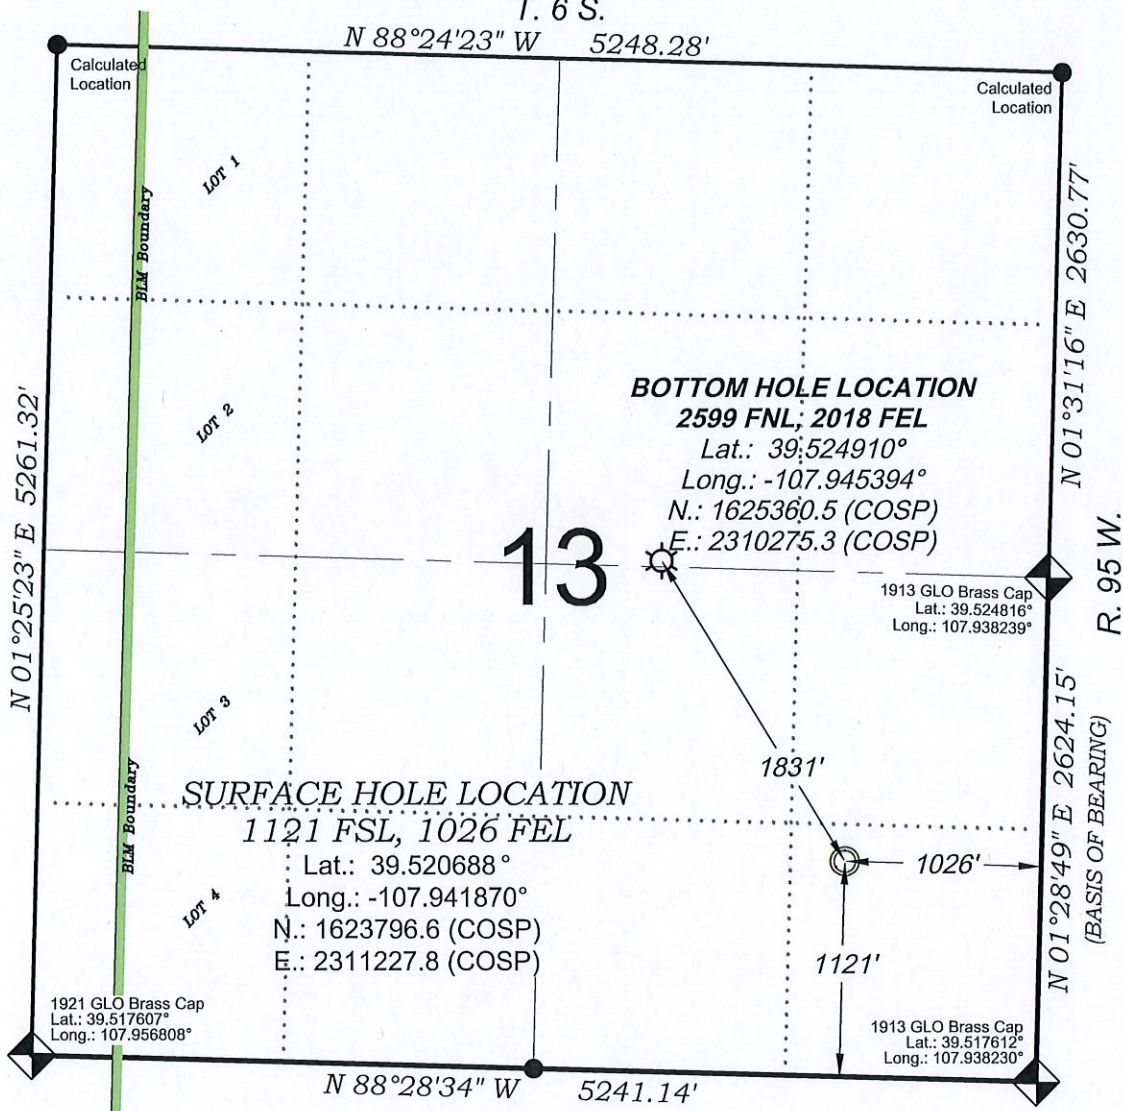 T. 6 S.
N 88°24'23" W 5248.28'
Calculated
Location
Calculated
Location
LOT 1
BLM Boundary
N 01°31'16" E 2630.77'
LOT 2
N 01°25'23" E 5261.32'
BOTTOM HOLE LOCATION
2599 FNL, 2018 FEL
Lat.: 39.524910°
Long.: -107.945394°
N.: 1625360.5 (COSP)
E.: 2310275.3 (COSP)
13
1913 GLO Brass Cap
Lat.: 39.524816°
Long.: 107.938239°
R. 95 W.
LOT 3
1831'
N 01°28'49" E 2624.15'
(BASIS OF BEARING)
BLM Boundary
SURFACE HOLE LOCATION
1121 FSL, 1026 FEL
Lat.: 39.520688°
Long.: -107.941870°
N.: 1623796.6 (COSP)
E.: 2311227.8 (COSP)
LOT 4
1026'
1121'
1921 GLO Brass Cap
Lat.: 39.517607°
Long.: 107.956808°
1913 GLO Brass Cap
Lat.: 39.517612°
Long.: 107.938230°
N 88°28'34" W 5241.14'